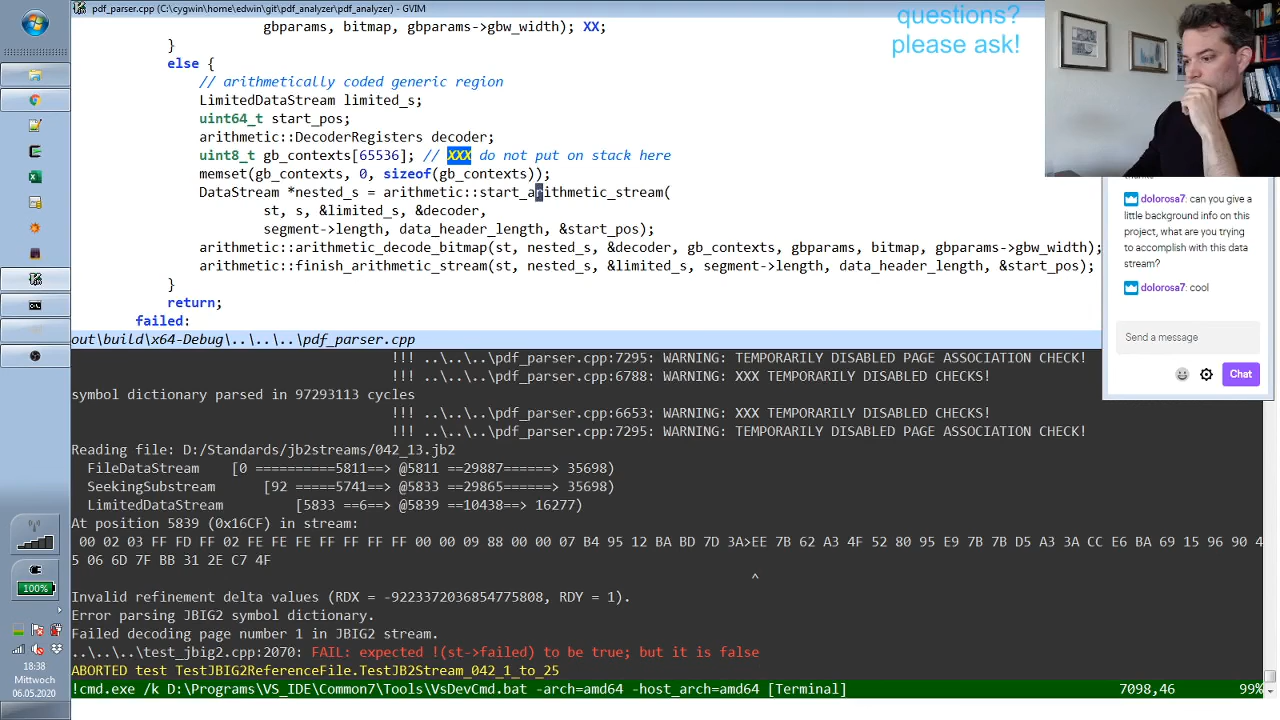 pdf_parser.cpp (C:\cygwin\home\edwin\git\pdf_analyzer\pdf_analyzer) - GVIM
gbparams, bitmap, gbparams->gbw_width); XX;
}
else {
// arithmetically coded generic region
LimitedDataStream limited_s;
uint64_t start_pos;
arithmetic::DecoderRegisters decoder;
uint8_t gb_contexts[65536]; // XXX do not put on stack here
memset(gb_contexts, 0, sizeof(gb_contexts));
DataStream *nested_s = arithmetic::start_arithmetic_stream(
st, s, &limited_s, &decoder,
segment->length, data_header_length, &start_pos);
arithmetic::arithmetic_decode_bitmap(st, nested_s, &decoder, gb_contexts, gbparams, bitmap, gbparams->gbw_width);
arithmetic::finish_arithmetic_stream(st, nested_s, &limited_s, segment->length, data_header_length, &start_pos);
}
return;
failed:
out\build\x64-Debug\..\..\..\pdf_parser.cpp
!!! ..\..\..\pdf_parser.cpp:7295: WARNING: TEMPORARILY DISABLED PAGE ASSOCIATION CHECK!
!!! ..\..\..\pdf_parser.cpp:6788: WARNING: XXX TEMPORARILY DISABLED CHECKS!
symbol dictionary parsed in 97293113 cycles
!!! ..\..\..\pdf_parser.cpp:6653: WARNING: XXX TEMPORARILY DISABLED CHECKS!
!!! ..\..\..\pdf_parser.cpp:7295: WARNING: TEMPORARILY DISABLED PAGE ASSOCIATION CHECK!
Reading file: D:/Standards/jb2streams/042_13.jb2
FileDataStream [0 ==========5811==> @5811 ==29887======> 35698)
SeekingSubstream [92 =====5741==> @5833 ==29865======> 35698)
LimitedDataStream [5833 ==6=> @5839 ==10438==> 16277)
At position 5839 (0x16CF) in stream:
00 02 03 FF FD FF 02 FE FE FE FF FF FF FF 00 00 09 88 00 00 07 B4 95 12 BA BD 7D 3A>EE 7B 62 A3 4F 52 80 95 E9 7B 7B D5 A3 3A CC E6 BA 69 15 96 90 4
5 06 6D 7F BB 31 2E C7 4F
^
Invalid refinement delta values (RDX = -9223372036854775808, RDY = 1).
Error parsing JBIG2 symbol dictionary.
Failed decoding page number 1 in JBIG2 stream.
..\..\..\test_jbig2.cpp:2070: FAIL: expected !(st->failed) to be true; but it is false
ABORTED test TestJBIG2ReferenceFile.TestJB2Stream_042_1_to_25
!cmd.exe /k D:\Programs\VS_IDE\Common7\Tools\VsDevCmd.bat -arch=amd64 -host_arch=amd64 [Terminal] 7098,46 99%
questions?
please ask!
dolorosa7: can you give a
little background info on this
project, what are you trying
to accomplish with this data
stream?
dolorosa7: cool
Send a message
Chat
100%
18:38
Mittwoch
06.05.2020